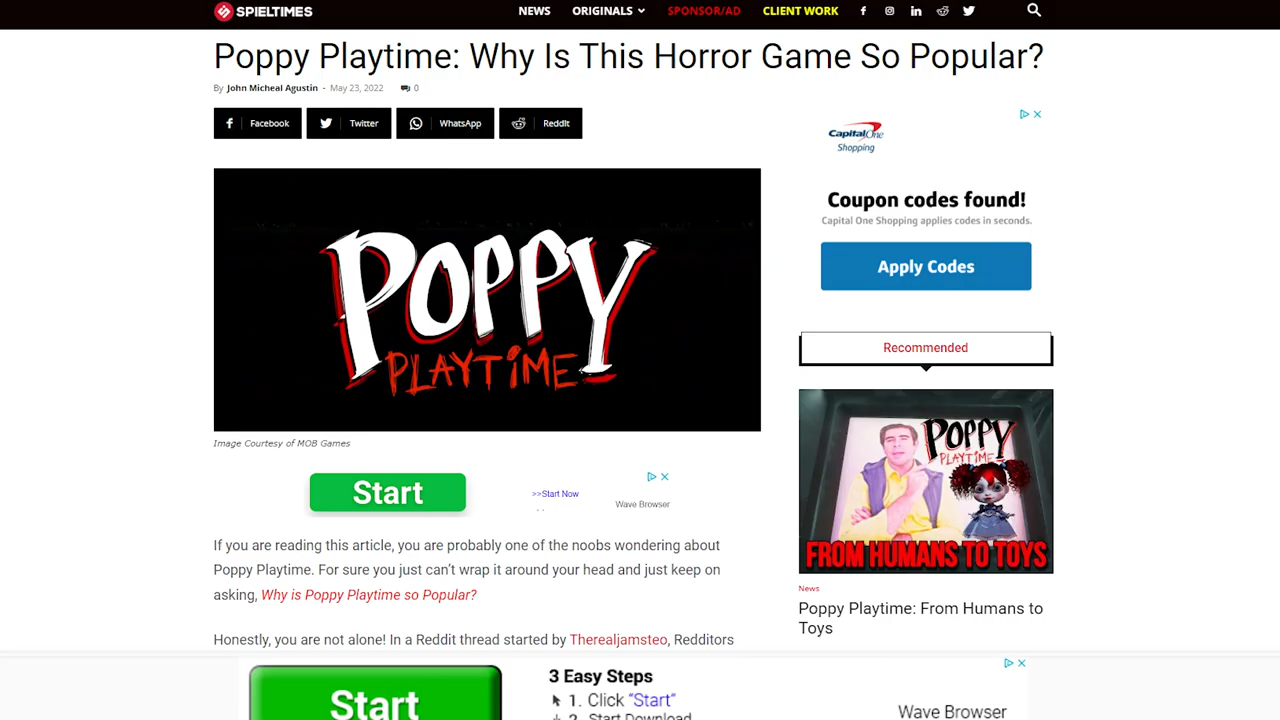 SPIELTIMES
NEWS ORIGINALS SPONSOR/AD CLIENT WORK
Poppy Playtime: Why Is This Horror Game So Popular?
By John Micheal Agustin - May 23, 2022 0
Facebook Twitter WhatsApp ReddIt
POPPY
PLAYTIME
Image Courtesy of MOB Games
Start
>>Start Now
Wave Browser
If you are reading this article, you are probably one of the noobs wondering about
Poppy Playtime. For sure you just can't wrap it around your head and just keep on
asking, Why is Poppy Playtime so Popular?
Honestly, you are not alone! In a Reddit thread started by Therealjamsteo, Redditors
Capital One
Shopping
Coupon codes found!
Capital One Shopping applies codes in seconds.
Apply Codes
Recommended
POPPY
PLAYTIME
FROM HUMANS TO TOYS
News
Poppy Playtime: From Humans to
Toys
Start
3 Easy Steps
1. Click "Start"
2. Start Download
Wave Browser